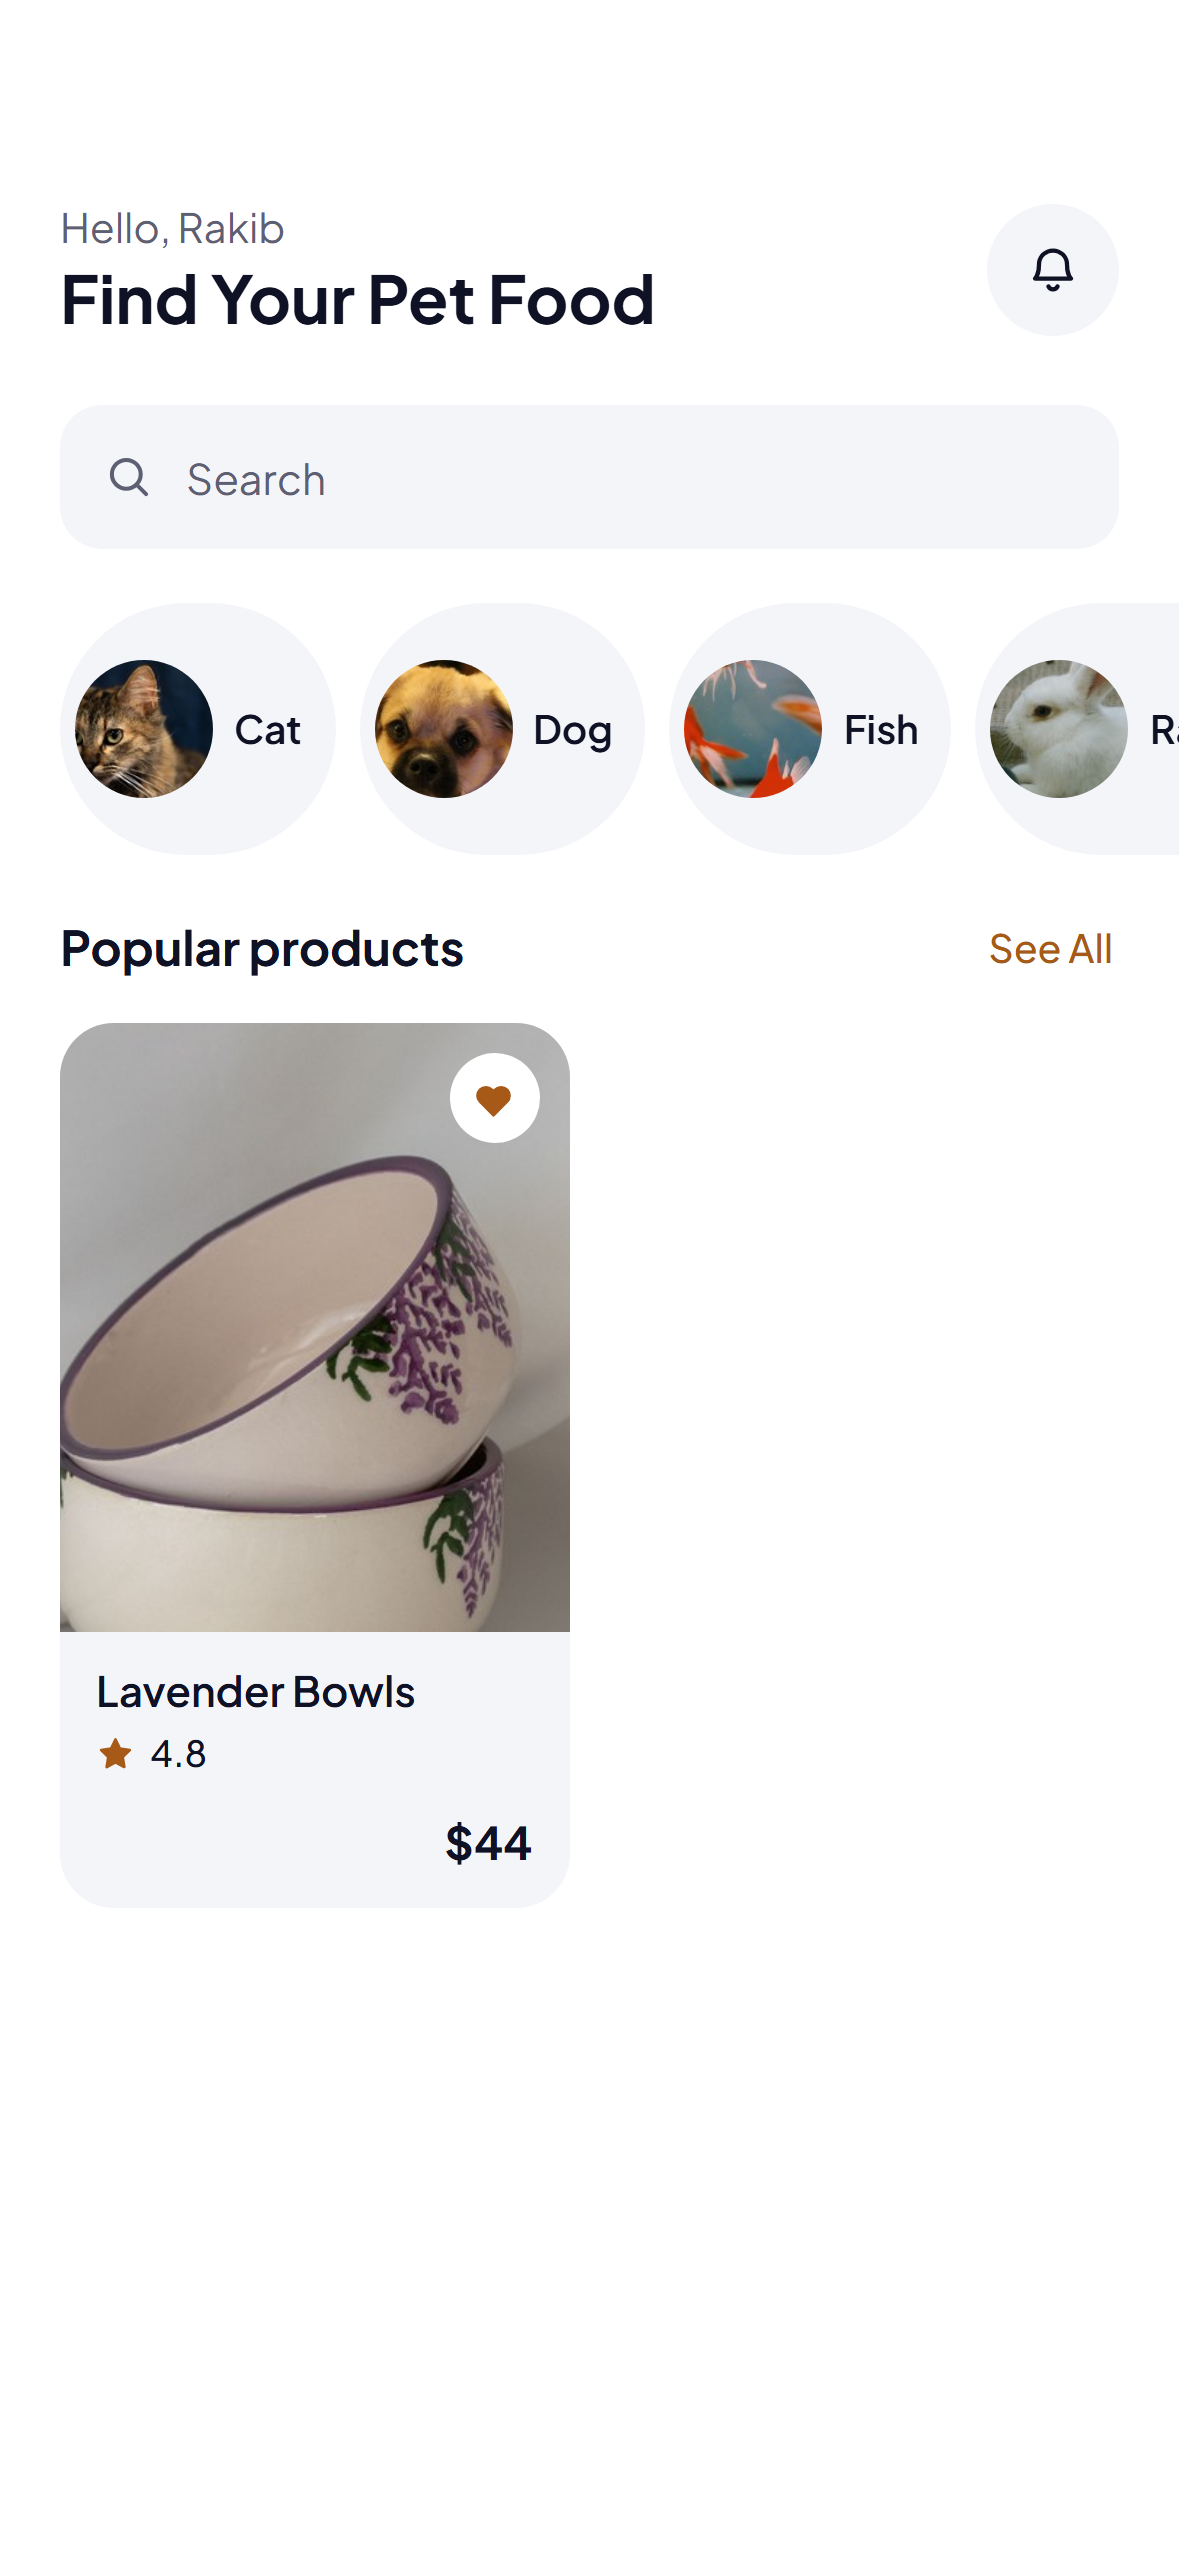 Hello, Rakib
Find Your Pet Food
Search
Cat
Dog
Fish
Popular products
See All
Lavender Bowls
4.8
$44